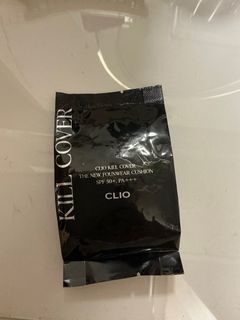 KILL COVER
CLIO KILL COVER
THE NEW FOUNWEAR CUSHION
SPF 50+, PA+++
CLIO